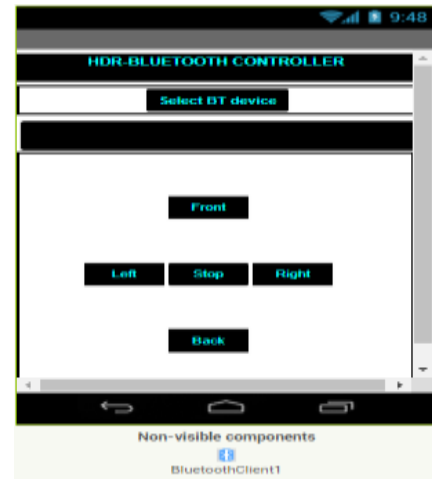 9:48
HDR-BLUETOOTH CONTROLLER
Select BT device
Front
Left Stop Right
Back
Non-visible components
BluetoothClient1